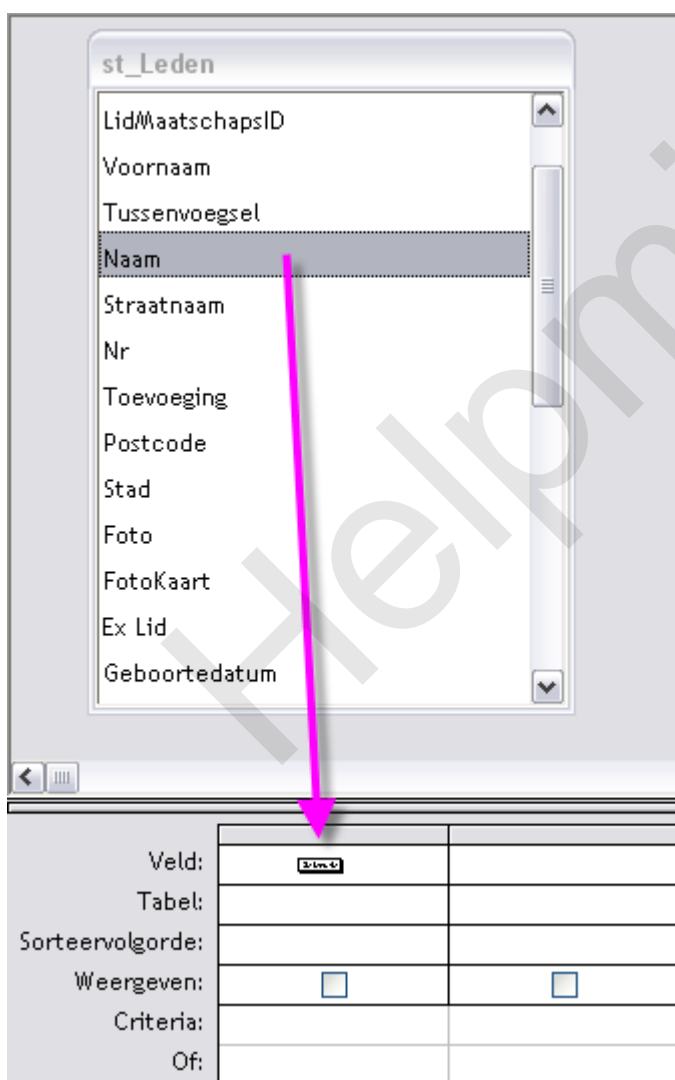 st_Leden
LidMaatschapsID
Voornaam
Tussenvoegsel
Naam
Straatnaam
Nr
Toevoeging
Postcode
Stad
Foto
FotoKaart
Ex Lid
Geboortedatum
Veld:
Tabel:
Sorteervolgorde:
Weergeven:
Criteria:
Of: